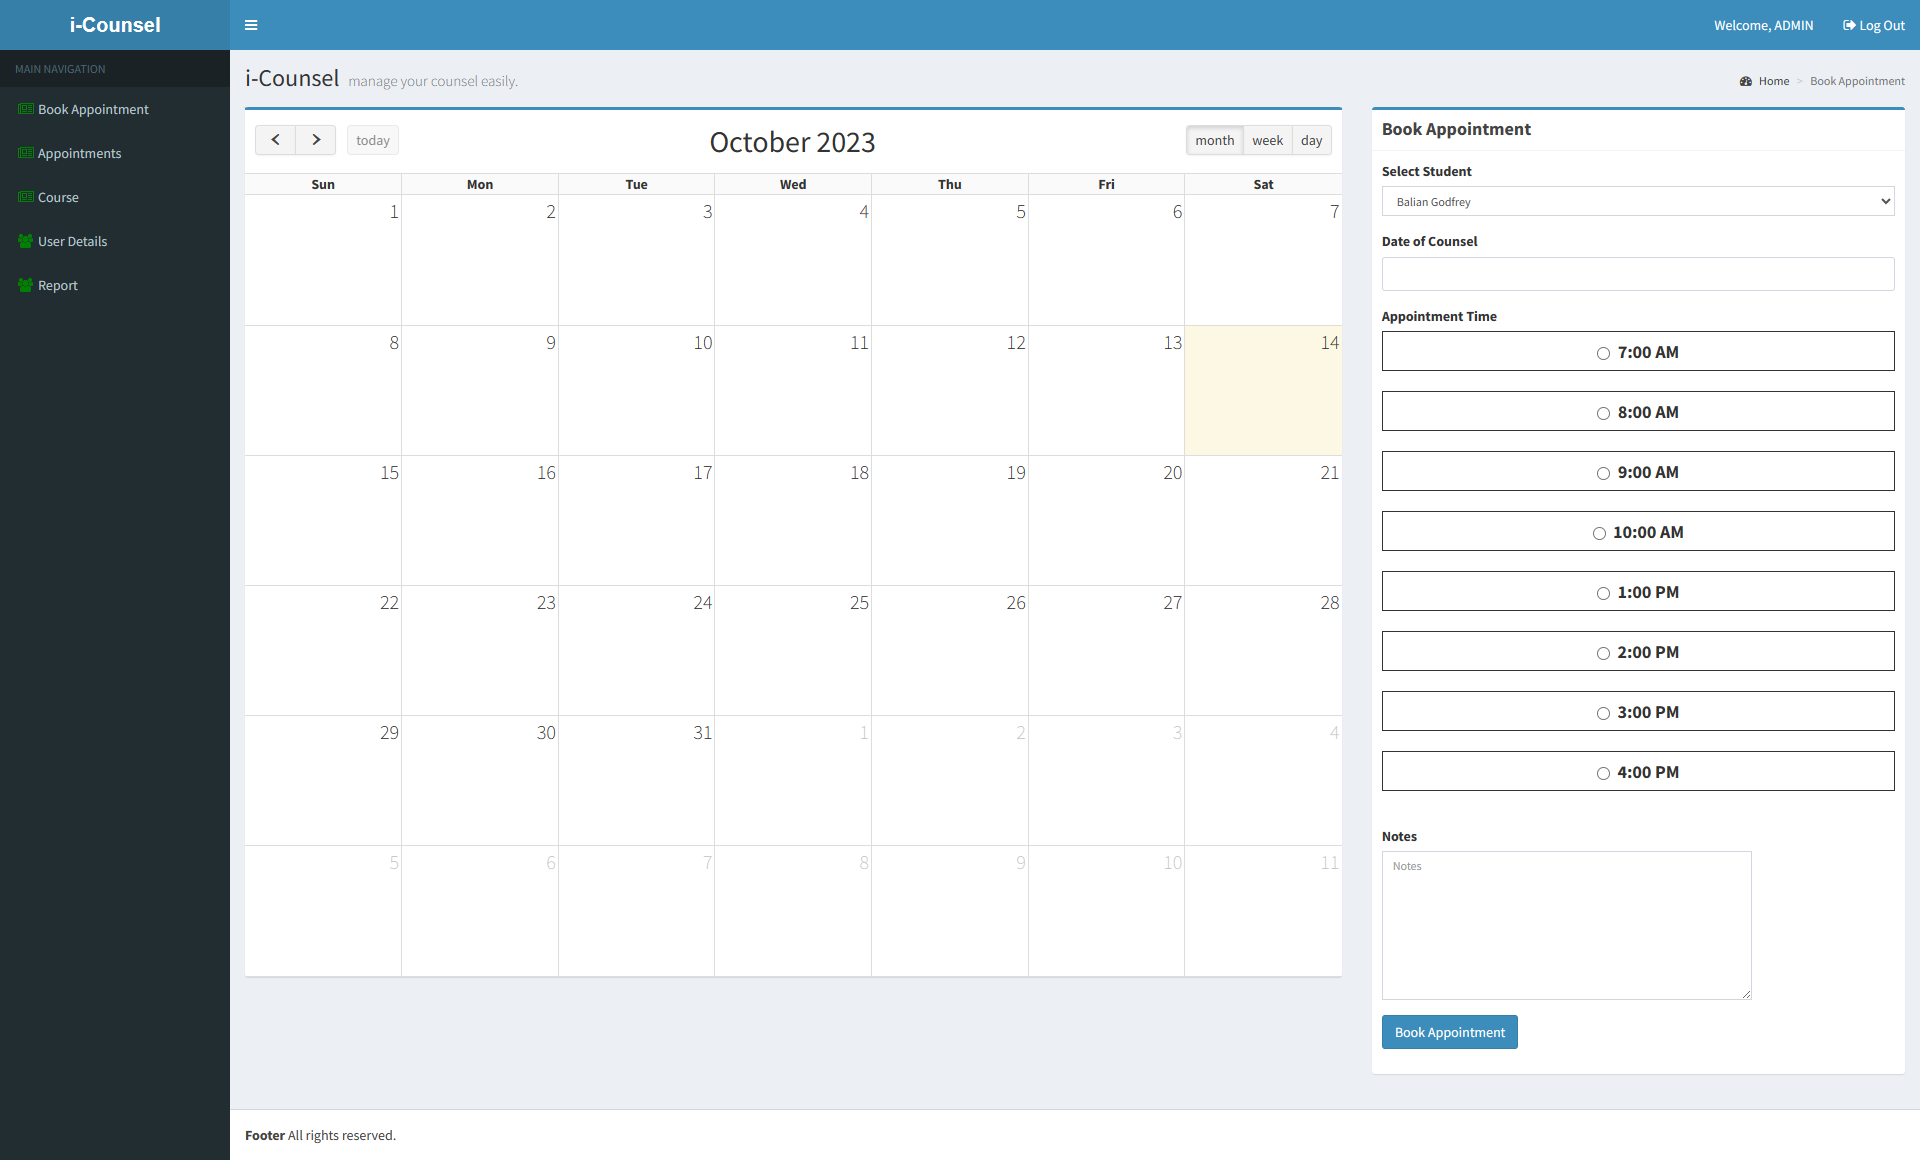 i-Counsel
Welcome, ADMIN
Log Out
MAIN NAVIGATION
Book Appointment
Appointments
Course
User Details
Report
i-Counsel manage your counsel easily.
Home > Book Appointment
today
October 2023
month week day
Sun Mon Tue Wed Thu Fri Sat
1 2 3 4 5 6 7
8 9 10 11 12 13 14
15 16 17 18 19 20 21
22 23 24 25 26 27 28
29 30 31 1 2 3 4
5 6 7 8 9 10 11
Book Appointment
Select Student
Balian Godfrey
Date of Counsel
Appointment Time
7:00 AM
8:00 AM
9:00 AM
10:00 AM
1:00 PM
2:00 PM
3:00 PM
4:00 PM
Notes
Notes
Book Appointment
Footer All rights reserved.